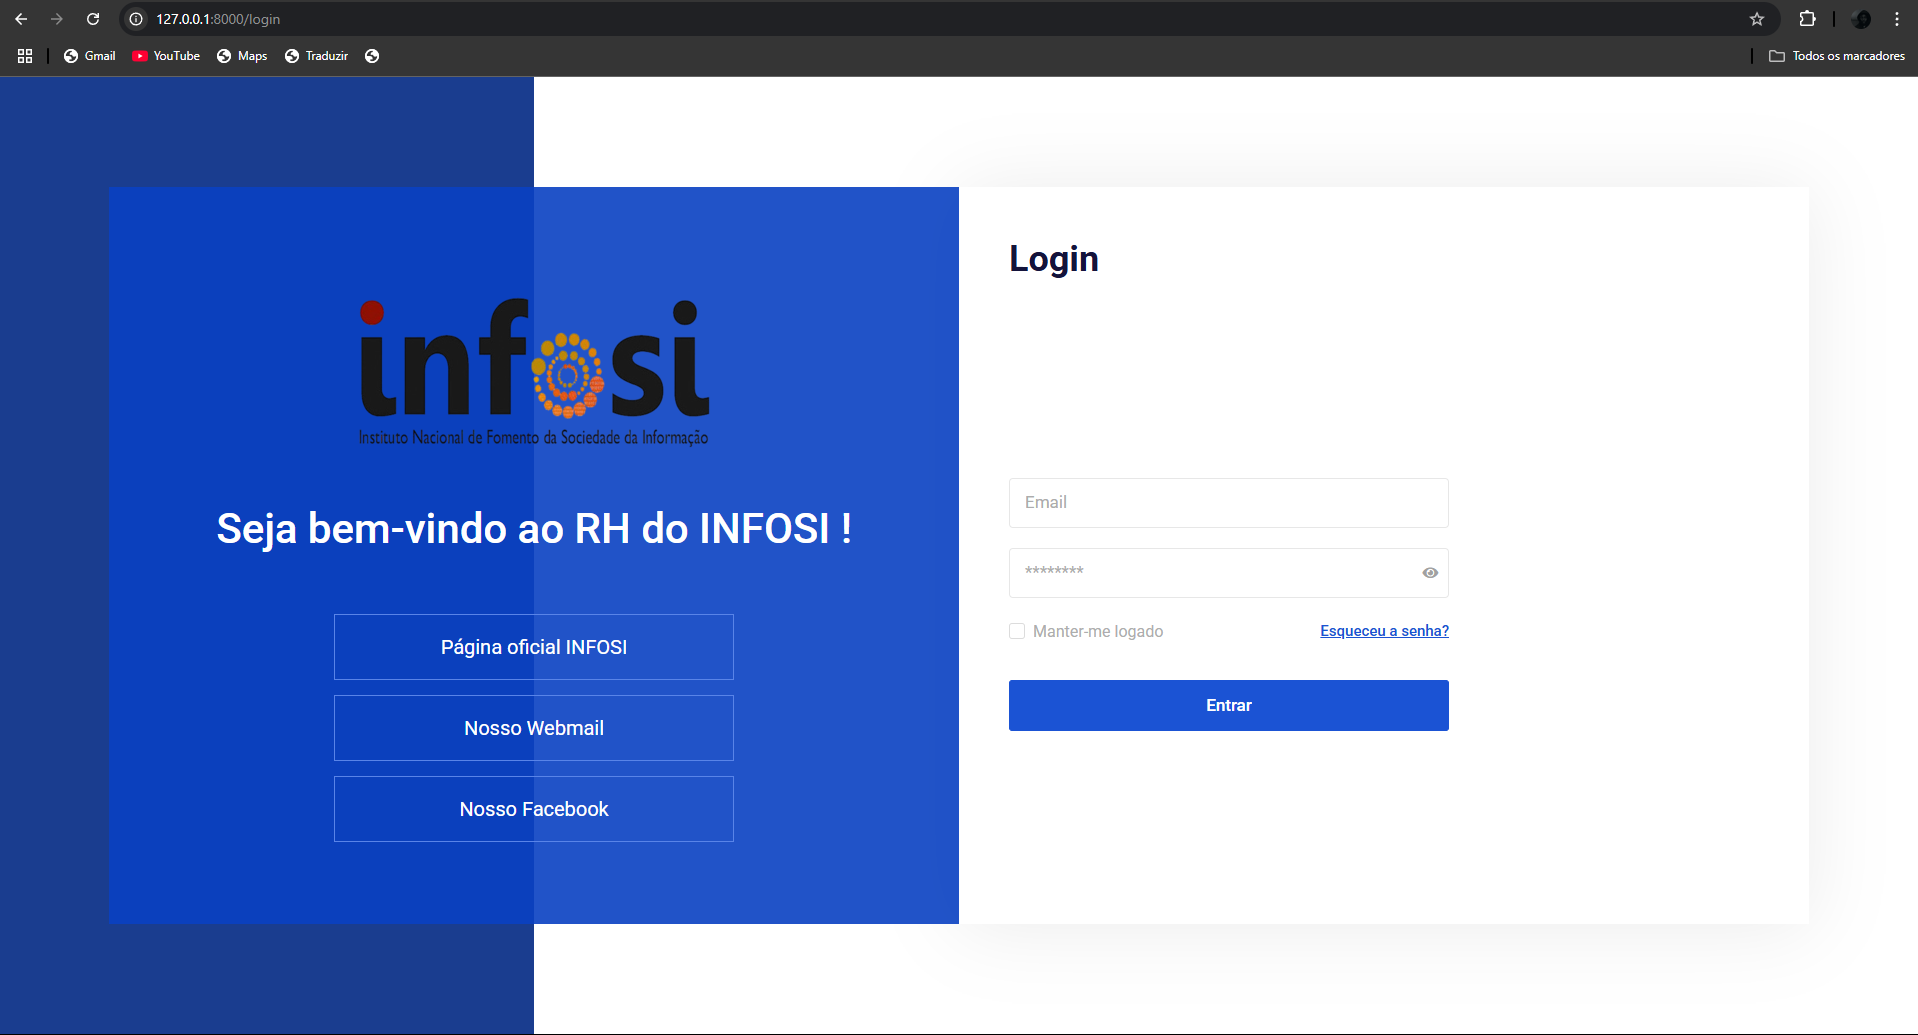 127.0.0.1:8000/login
Gmail
YouTube
Maps
Traduzir
Todos os marcadores
infosi
Instituto Nacional de Fomento da Sociedade da Informação
Seja bem-vindo ao RH do INFOSI !
Página oficial INFOSI
Nosso Webmail
Nosso Facebook
Login
Email
********
Manter-me logado
Esqueceu a senha?
Entrar